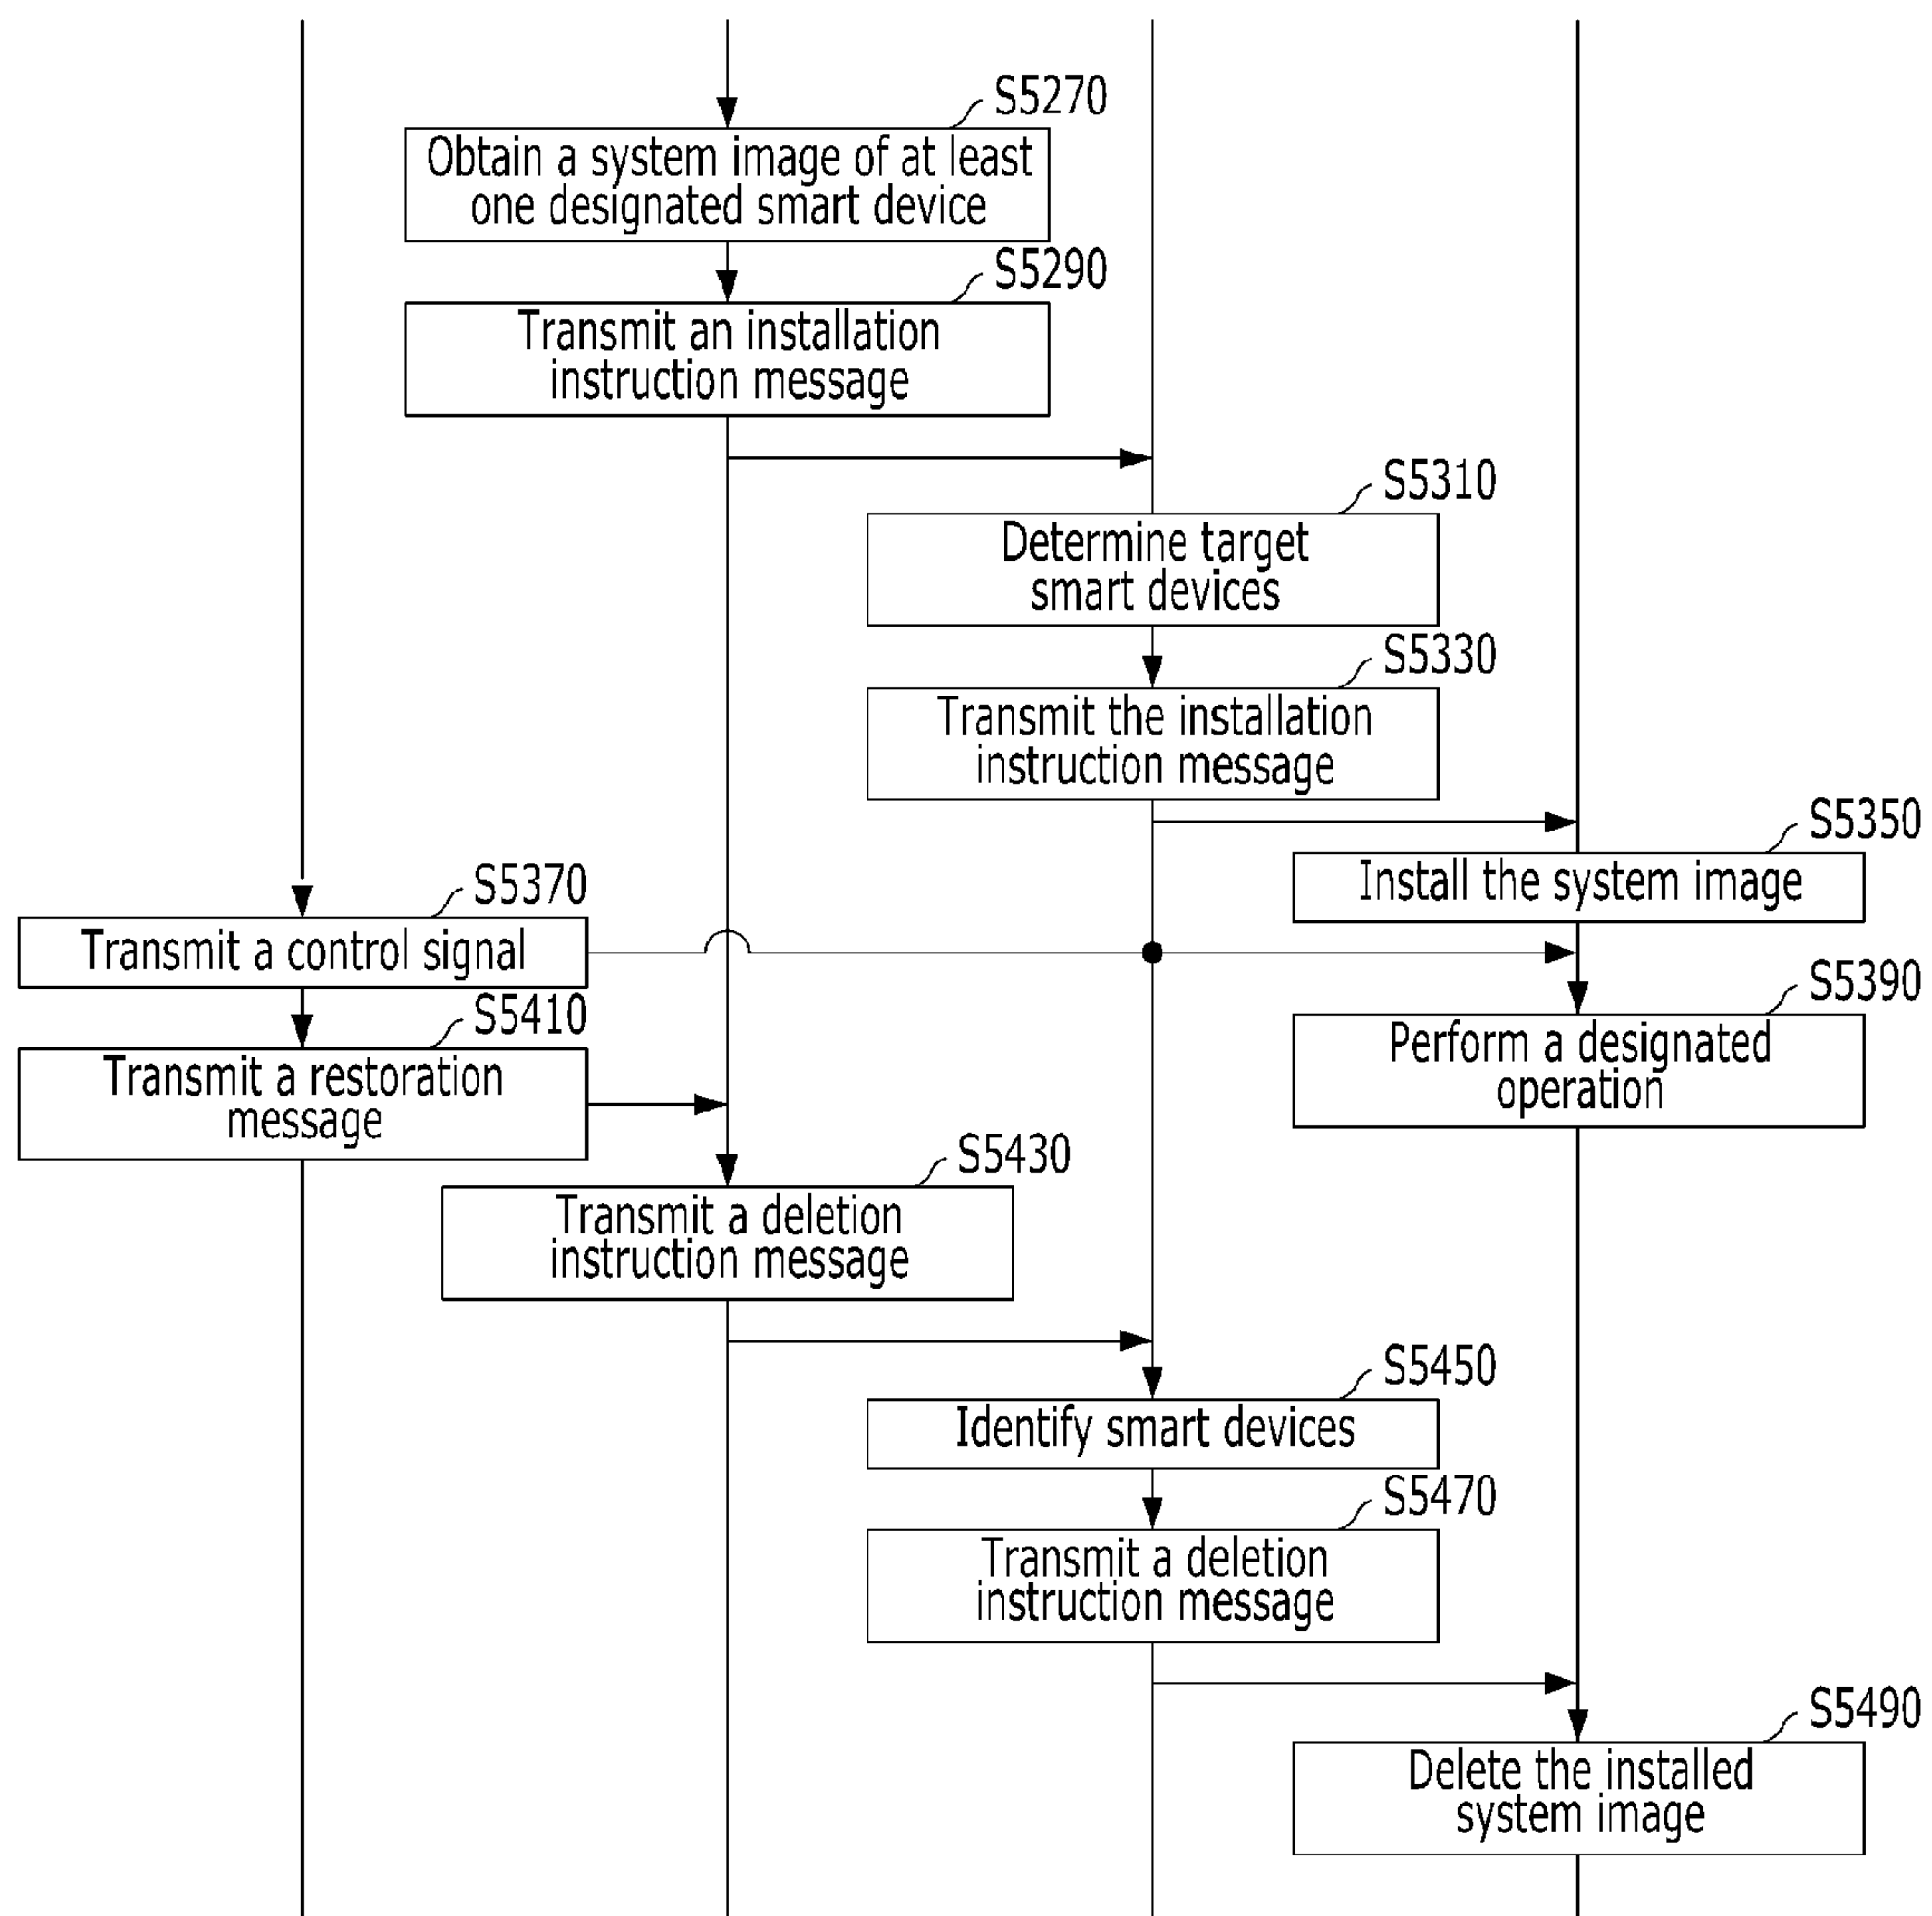 S5270
Obtain a system image of at least
one designated smart device
S5290
Transmit an installation
instruction message
S5310
Determine target
smart devices
S5330
Transmit the installation
instruction message
S5350
Install the system image
S5370
Transmit a control signal
S5390
Perform a designated
operation
S5410
Transmit a restoration
message
S5430
Transmit a deletion
instruction message
S5450
Identify smart devices
S5470
Transmit a deletion
instruction message
S5490
Delete the installed
system image